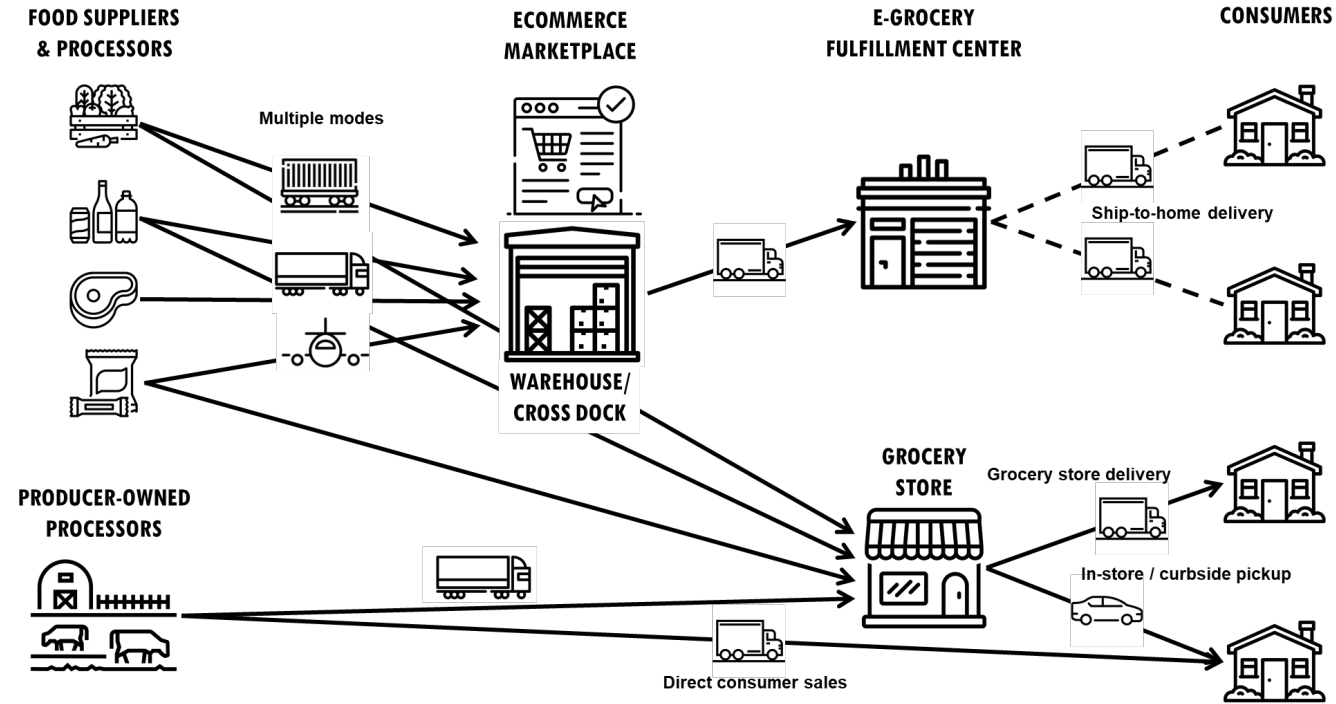 FOOD SUPPLIERS
& PROCESSORS
ECOMMERCE
MARKETPLACE
E-GROCERY
FULFILLMENT CENTER
CONSUMERS
Multiple modes
Ship-to-home delivery
WAREHOUSE/
CROSS DOCK
GROCERY
STORE
Grocery store delivery
PRODUCER-OWNED
PROCESSORS
In-store / curbside pickup
Direct consumer sales